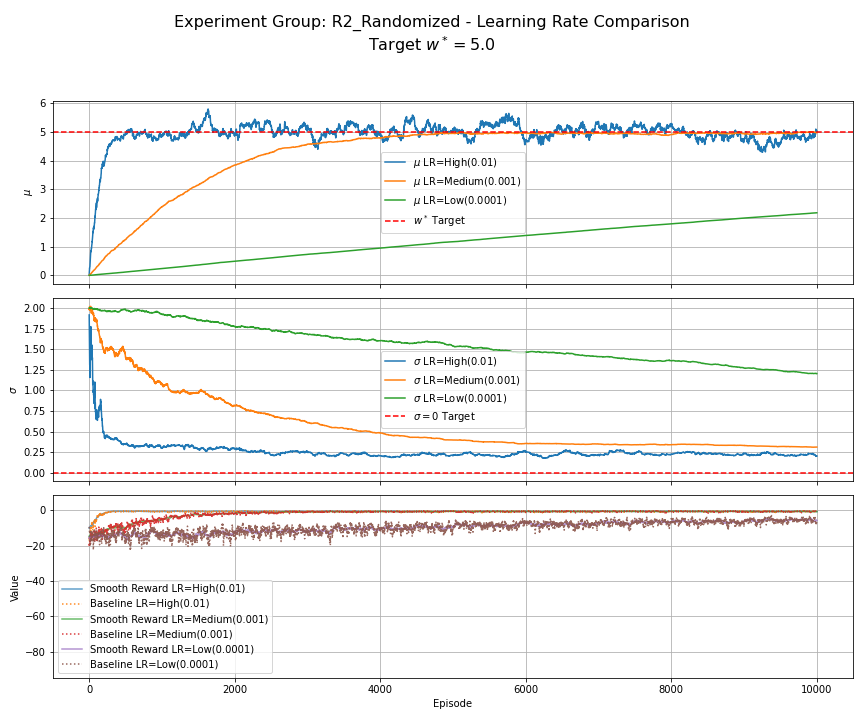 Experiment Group: R2_Randomized - Learning Rate Comparison
Target w* = 5.0
6
5
4
3
2
1
0
μ
μ LR=High(0.01)
μ LR=Medium(0.001)
μ LR=Low(0.0001)
w* Target
2.00
1.75
1.50
1.25
1.00
0.75
0.50
0.25
0.00
σ
σ LR=High(0.01)
σ LR=Medium(0.001)
σ LR=Low(0.0001)
σ = 0 Target
0
−20
−40
−60
−80
Value
Smooth Reward LR=High(0.01)
Baseline LR=High(0.01)
Smooth Reward LR=Medium(0.001)
Baseline LR=Medium(0.001)
Smooth Reward LR=Low(0.0001)
Baseline LR=Low(0.0001)
0 2000 4000 6000 8000 10000
Episode